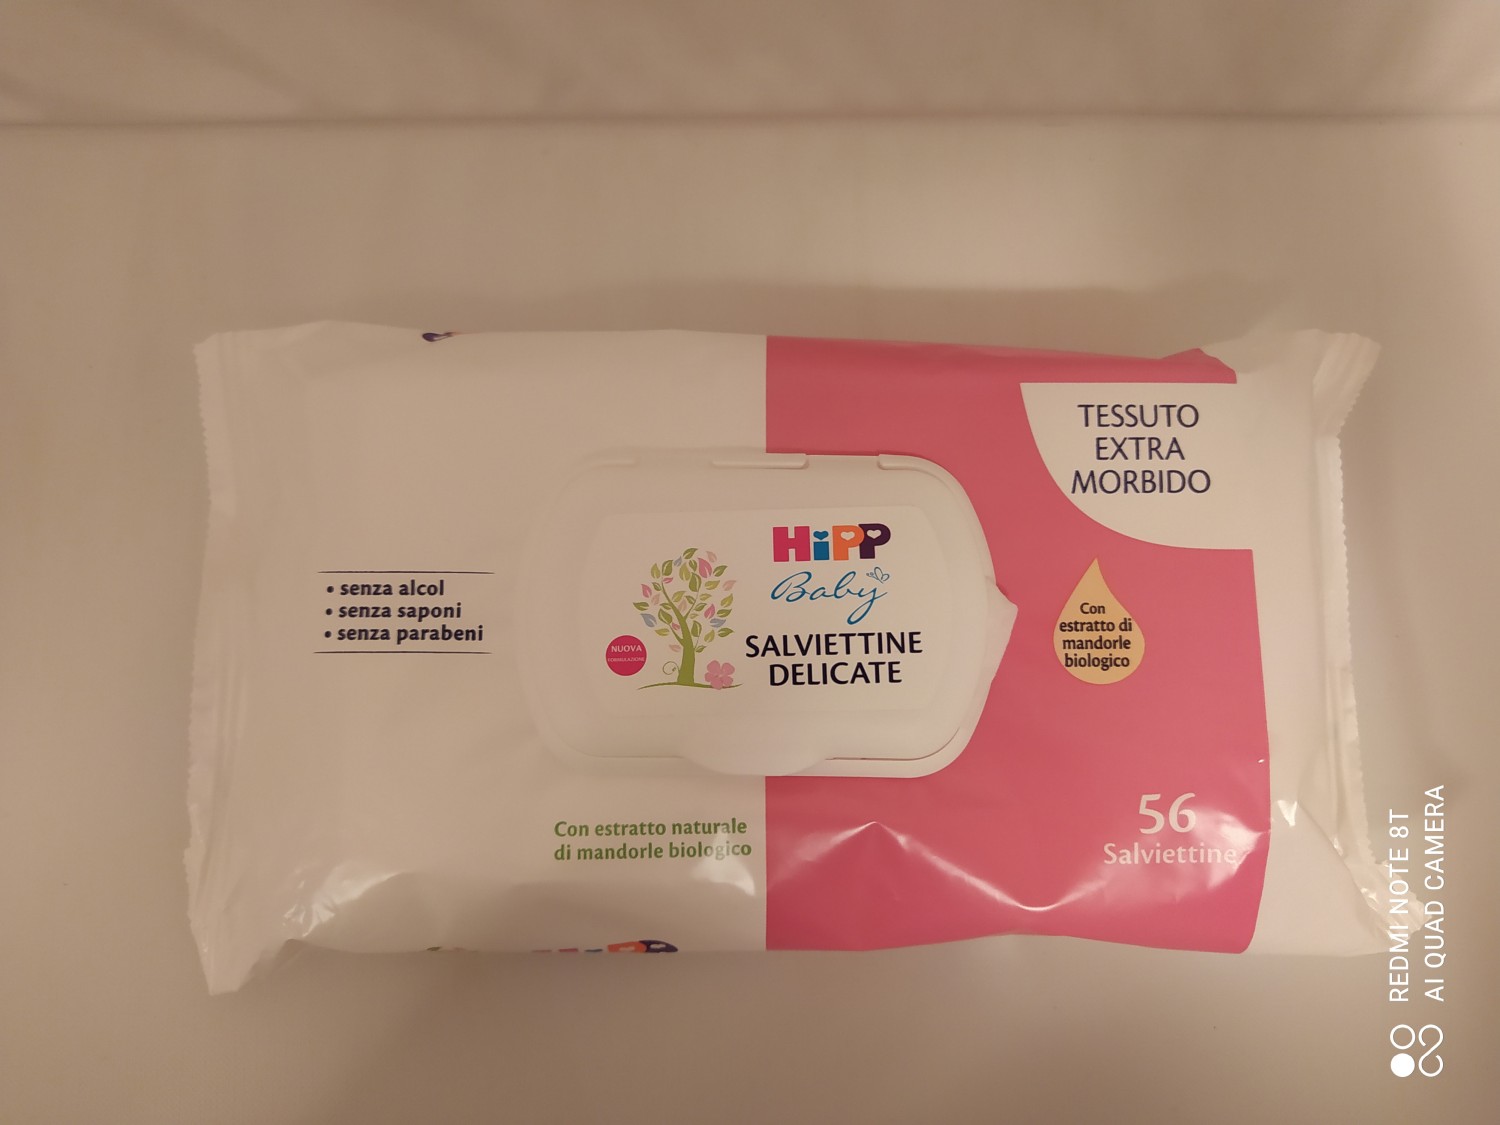 TESSUTO
EXTRA
MORBIDO
HiPP
Baby
SALVIETTINE
DELICATE
NUOVA
FORMULAZIONE
• senza alcol
• senza saponi
• senza parabeni
Con
estratto di
mandorle
biologico
Con estratto naturale
di mandorle biologico
56
Salviettine
REDMI NOTE 8T
AI QUAD CAMERA